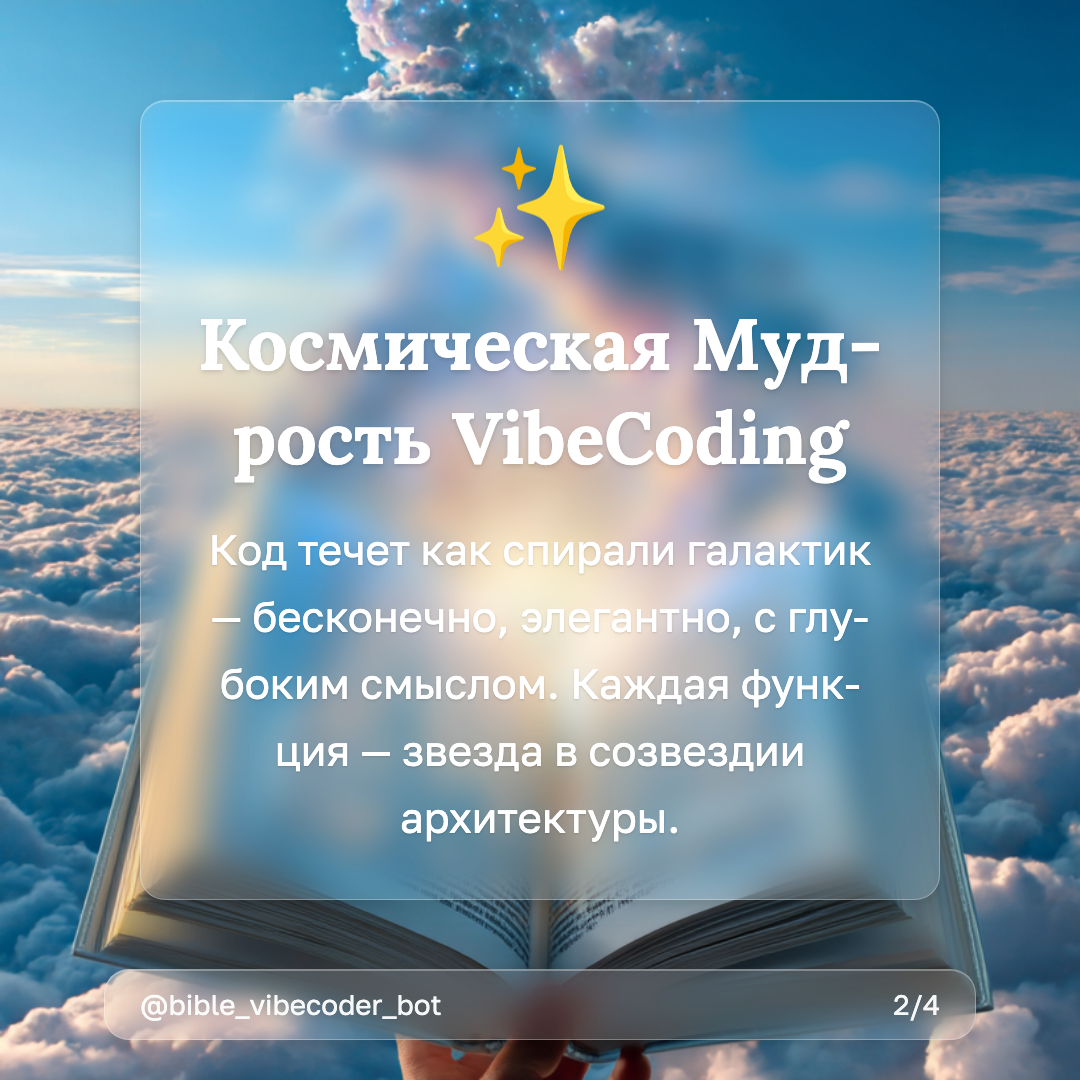 Космическая Муд-
рость VibeCoding
Код течет как спирали галактик
— бесконечно, элегантно, с глу-
боким смыслом. Каждая функ-
ция — звезда в созвездии
архитектуры.
@bible_vibecoder_bot
2/4